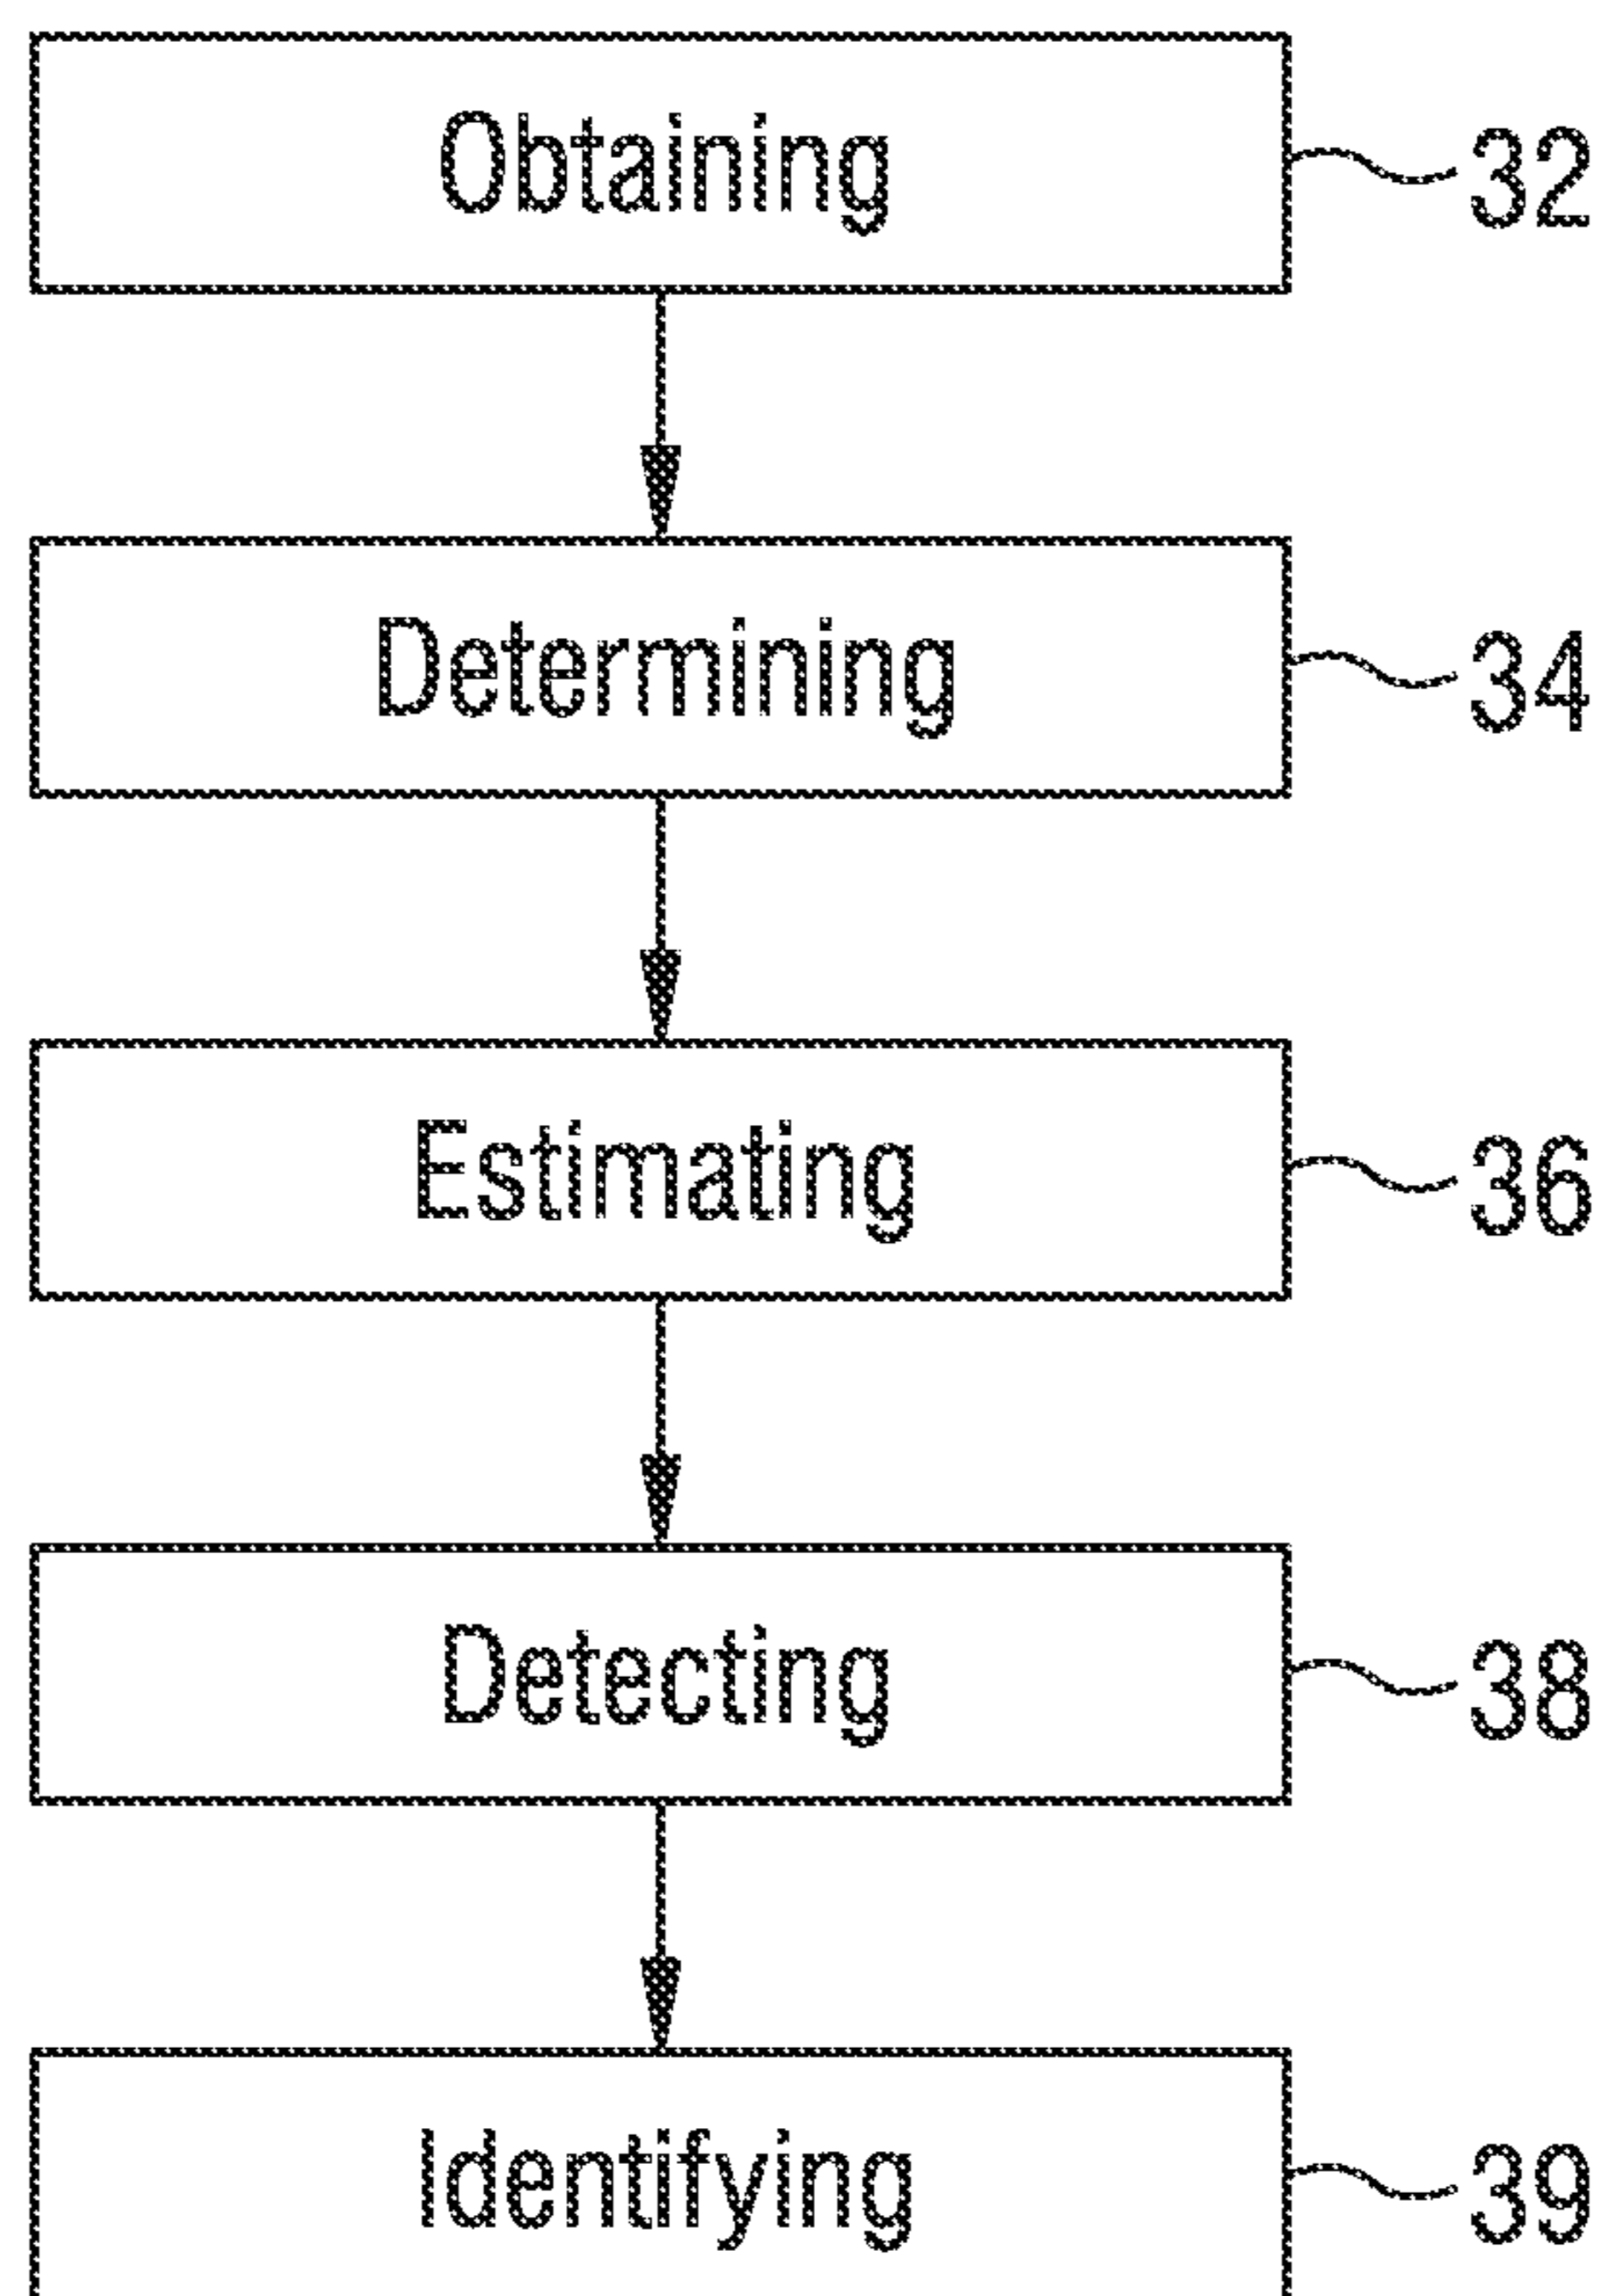 Obtaining 32
Determining 34
Estimating 36
Detecting 38
Identifying 39